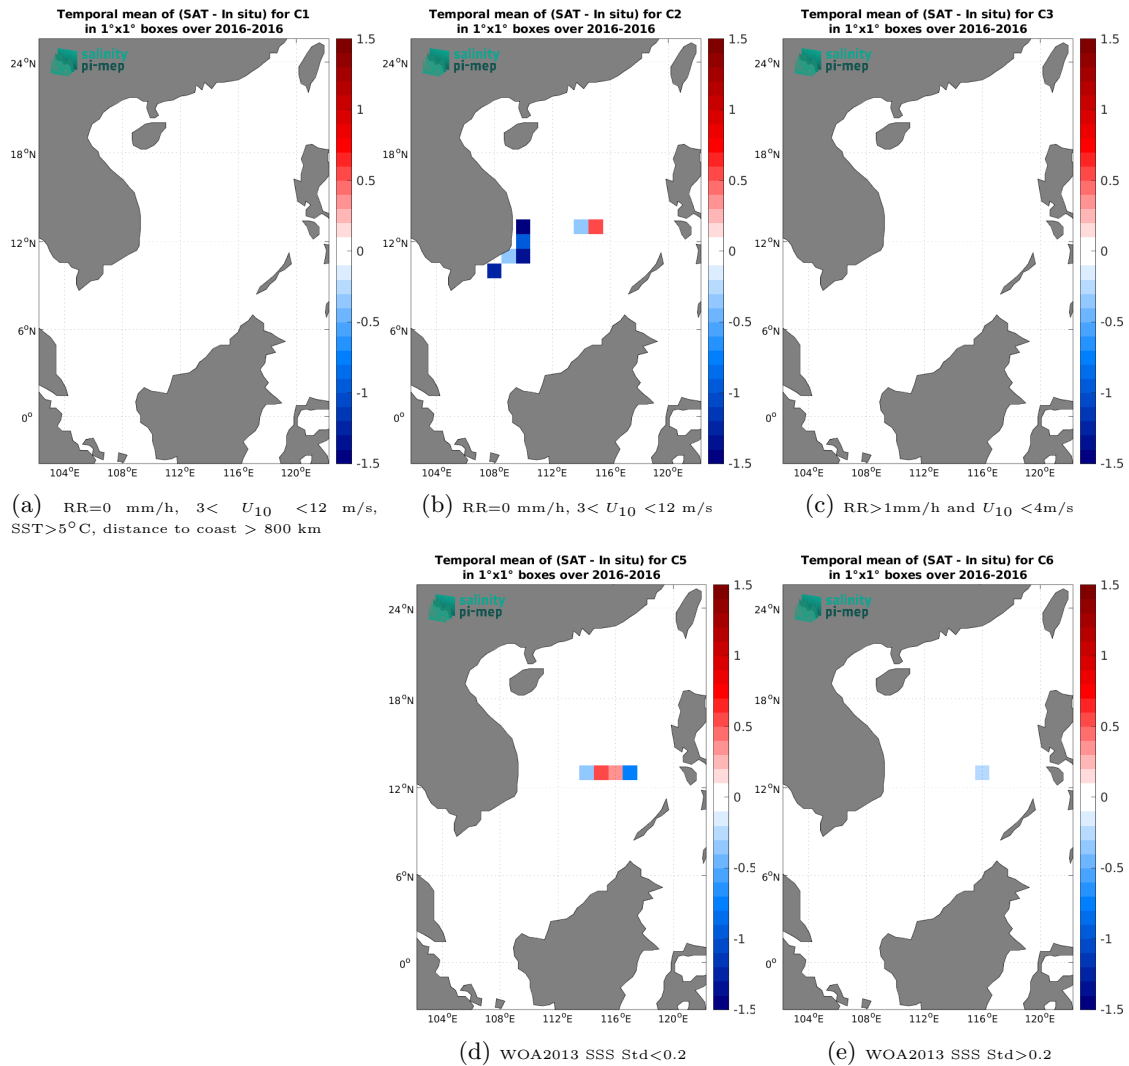 Temporal mean of (SAT - In situ) for C1
in 1°x1° boxes over 2016-2016
salinity
pi-mep
24°N
18°N
12°N
6°N
0°
104°E 108°E 112°E 116°E 120°E
1.5
1
0.5
0
-0.5
-1
-1.5
(a) RR=0 mm/h, 3< U10 <12 m/s,
SST>5°C, distance to coast > 800 km
Temporal mean of (SAT - In situ) for C2
in 1°x1° boxes over 2016-2016
salinity
pi-mep
24°N
18°N
12°N
6°N
0°
104°E 108°E 112°E 116°E 120°E
1.5
1
0.5
0
-0.5
-1
-1.5
(b) RR=0 mm/h, 3< U10 <12 m/s
Temporal mean of (SAT - In situ) for C3
in 1°x1° boxes over 2016-2016
salinity
pi-mep
24°N
18°N
12°N
6°N
0°
104°E 108°E 112°E 116°E 120°E
1.5
1
0.5
0
-0.5
-1
-1.5
(c) RR>1mm/h and U10 <4m/s
Temporal mean of (SAT - In situ) for C5
in 1°x1° boxes over 2016-2016
salinity
pi-mep
24°N
18°N
12°N
6°N
0°
104°E 108°E 112°E 116°E 120°E
1.5
1
0.5
0
-0.5
-1
-1.5
(d) WOA2013 SSS Std<0.2
Temporal mean of (SAT - In situ) for C6
in 1°x1° boxes over 2016-2016
salinity
pi-mep
24°N
18°N
12°N
6°N
0°
104°E 108°E 112°E 116°E 120°E
1.5
1
0.5
0
-0.5
-1
-1.5
(e) WOA2013 SSS Std>0.2